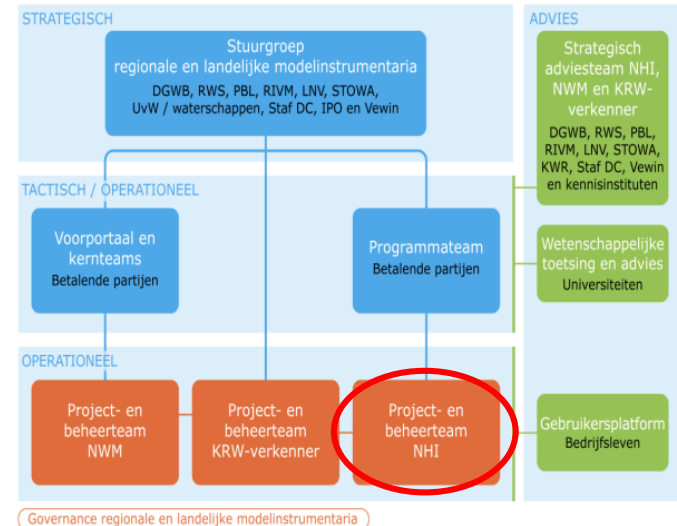 STRATEGISCH
Stuurgroep
regionale en landelijke modelinstrumentaria
DGWB, RWS, PBL, RIVM, LNV, STOWA,
UvW / waterschappen, Staf DC, IPO en Vewin
ADVIES
Strategisch
adviesteam NHI,
NWM en KRW-
verkenner
DGWB, RWS, PBL,
RIVM, LNV, STOWA,
KWR, Staf DC, Vewin
en kennisinstituten
TACTISCH / OPERATIONEEL
Voorportaal en
kernteams
Betalende partijen
Programmateam
Betalende partijen
Wetenschappelijke
toetsing en advies
Universiteiten
OPERATIONEEL
Project- en
beheerteam
NWM
Project- en
beheerteam
KRW-verkenner
Project- en
beheerteam
NHI
Gebruikersplatform
Bedrijfsleven
Governance regionale en landelijke modelinstrumentaria